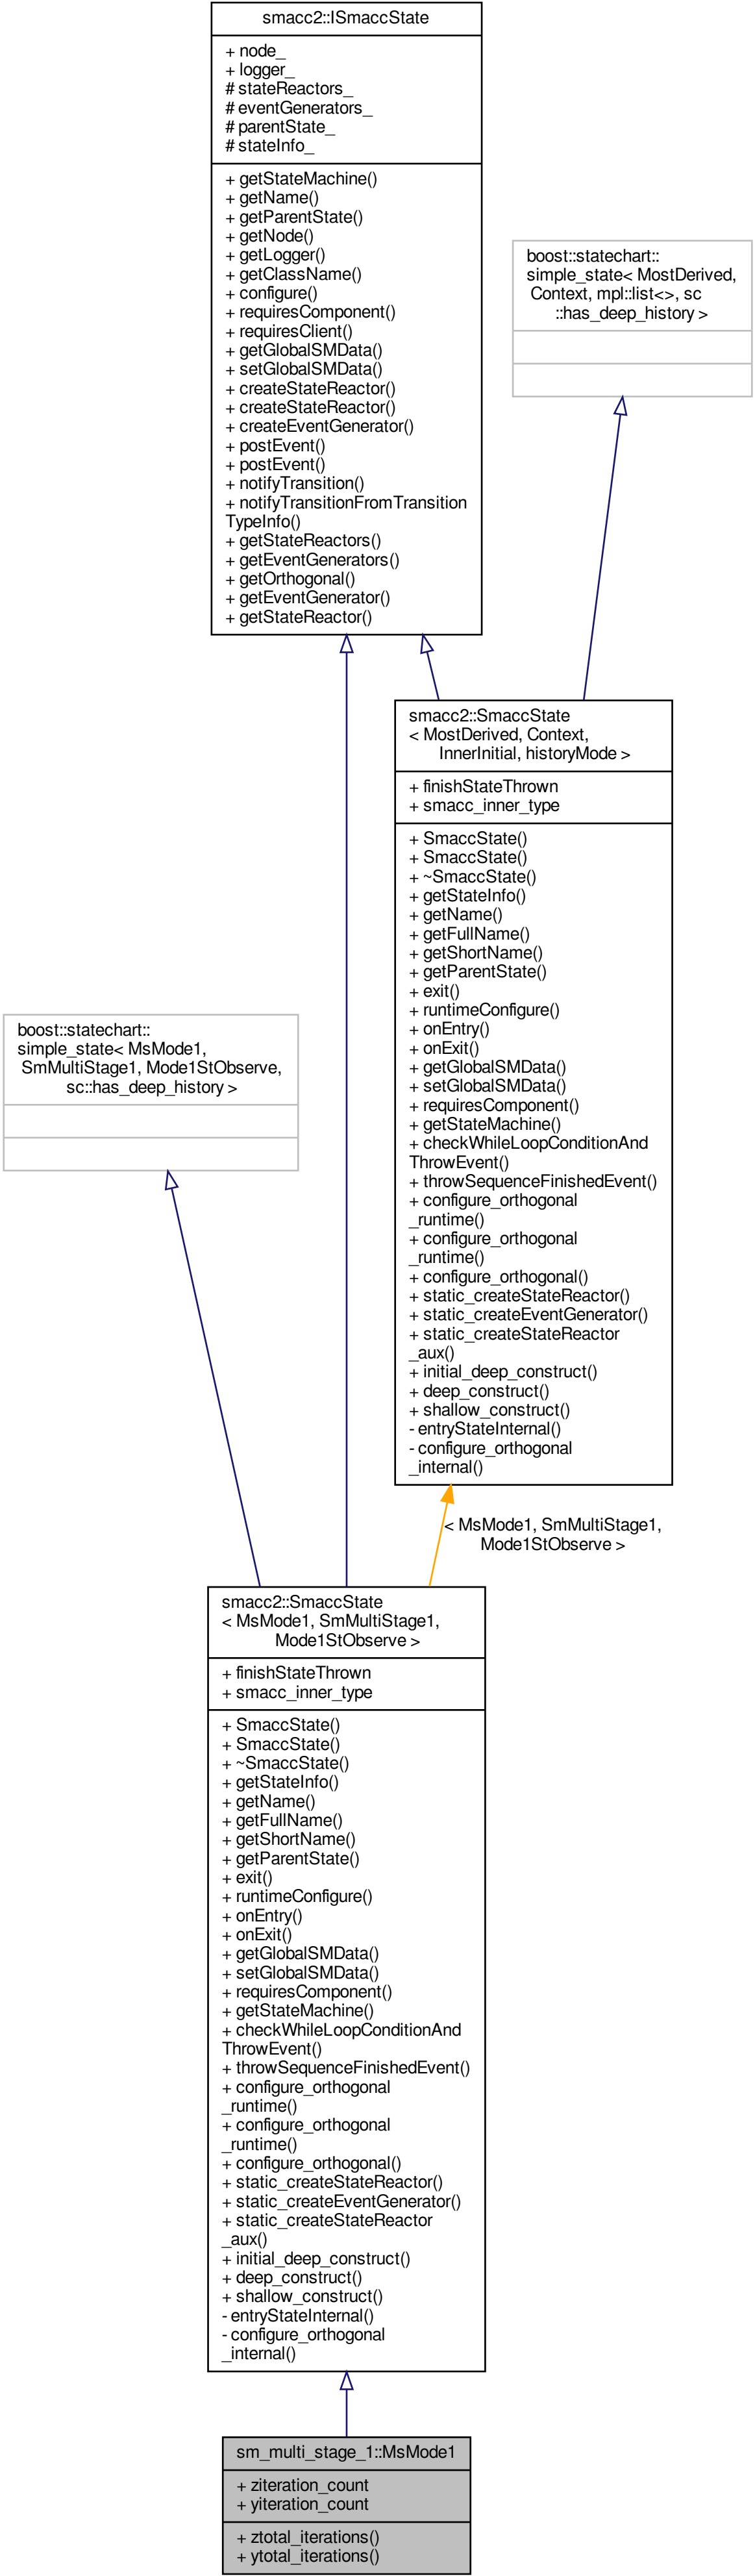 smacc2::ISmaccState
+ node_
+ logger_
# stateReactors_
# eventGenerators_
# parentState_
# stateInfo_
+ getStateMachine()
+ getName()
+ getParentState()
+ getNode()
+ getLogger()
+ getClassName()
+ configure()
+ requiresComponent()
+ requiresClient()
+ getGlobalSMData()
+ setGlobalSMData()
+ createStateReactor()
+ createStateReactor()
+ createEventGenerator()
+ postEvent()
+ postEvent()
+ notifyTransition()
+ notifyTransitionFromTransition
TypeInfo()
+ getStateReactors()
+ getEventGenerators()
+ getOrthogonal()
+ getEventGenerator()
+ getStateReactor()
boost::statechart::
simple_state< MostDerived,
Context, mpl::list<>, sc
::has_deep_history >
smacc2::SmaccState
< MostDerived, Context,
InnerInitial, historyMode >
+ finishStateThrown
+ smacc_inner_type
+ SmaccState()
+ SmaccState()
+ ~SmaccState()
+ getStateInfo()
+ getName()
+ getFullName()
+ getShortName()
+ getParentState()
+ exit()
+ runtimeConfigure()
+ onEntry()
+ onExit()
+ getGlobalSMData()
+ setGlobalSMData()
+ requiresComponent()
+ getStateMachine()
+ checkWhileLoopConditionAnd
ThrowEvent()
+ throwSequenceFinishedEvent()
+ configure_orthogonal
_runtime()
+ configure_orthogonal
_runtime()
+ configure_orthogonal()
+ static_createStateReactor()
+ static_createEventGenerator()
+ static_createStateReactor
_aux()
+ initial_deep_construct()
+ deep_construct()
+ shallow_construct()
- entryStateInternal()
- configure_orthogonal
_internal()
boost::statechart::
simple_state< MsMode1,
SmMultiStage1, Mode1StObserve,
sc::has_deep_history >
< MsMode1, SmMultiStage1,
Mode1StObserve >
smacc2::SmaccState
< MsMode1, SmMultiStage1,
Mode1StObserve >
+ finishStateThrown
+ smacc_inner_type
+ SmaccState()
+ SmaccState()
+ ~SmaccState()
+ getStateInfo()
+ getName()
+ getFullName()
+ getShortName()
+ getParentState()
+ exit()
+ runtimeConfigure()
+ onEntry()
+ onExit()
+ getGlobalSMData()
+ setGlobalSMData()
+ requiresComponent()
+ getStateMachine()
+ checkWhileLoopConditionAnd
ThrowEvent()
+ throwSequenceFinishedEvent()
+ configure_orthogonal
_runtime()
+ configure_orthogonal
_runtime()
+ configure_orthogonal()
+ static_createStateReactor()
+ static_createEventGenerator()
+ static_createStateReactor
_aux()
+ initial_deep_construct()
+ deep_construct()
+ shallow_construct()
- entryStateInternal()
- configure_orthogonal
_internal()
sm_multi_stage_1::MsMode1
+ ziteration_count
+ yiteration_count
+ ztotal_iterations()
+ ytotal_iterations()